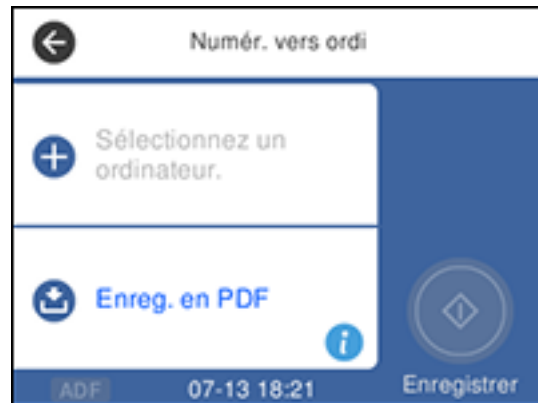 Numér. vers ordi
Sélectionnez un
ordinateur.
Enreg. en PDF
i
ADF
07-13 18:21
Enregistrer